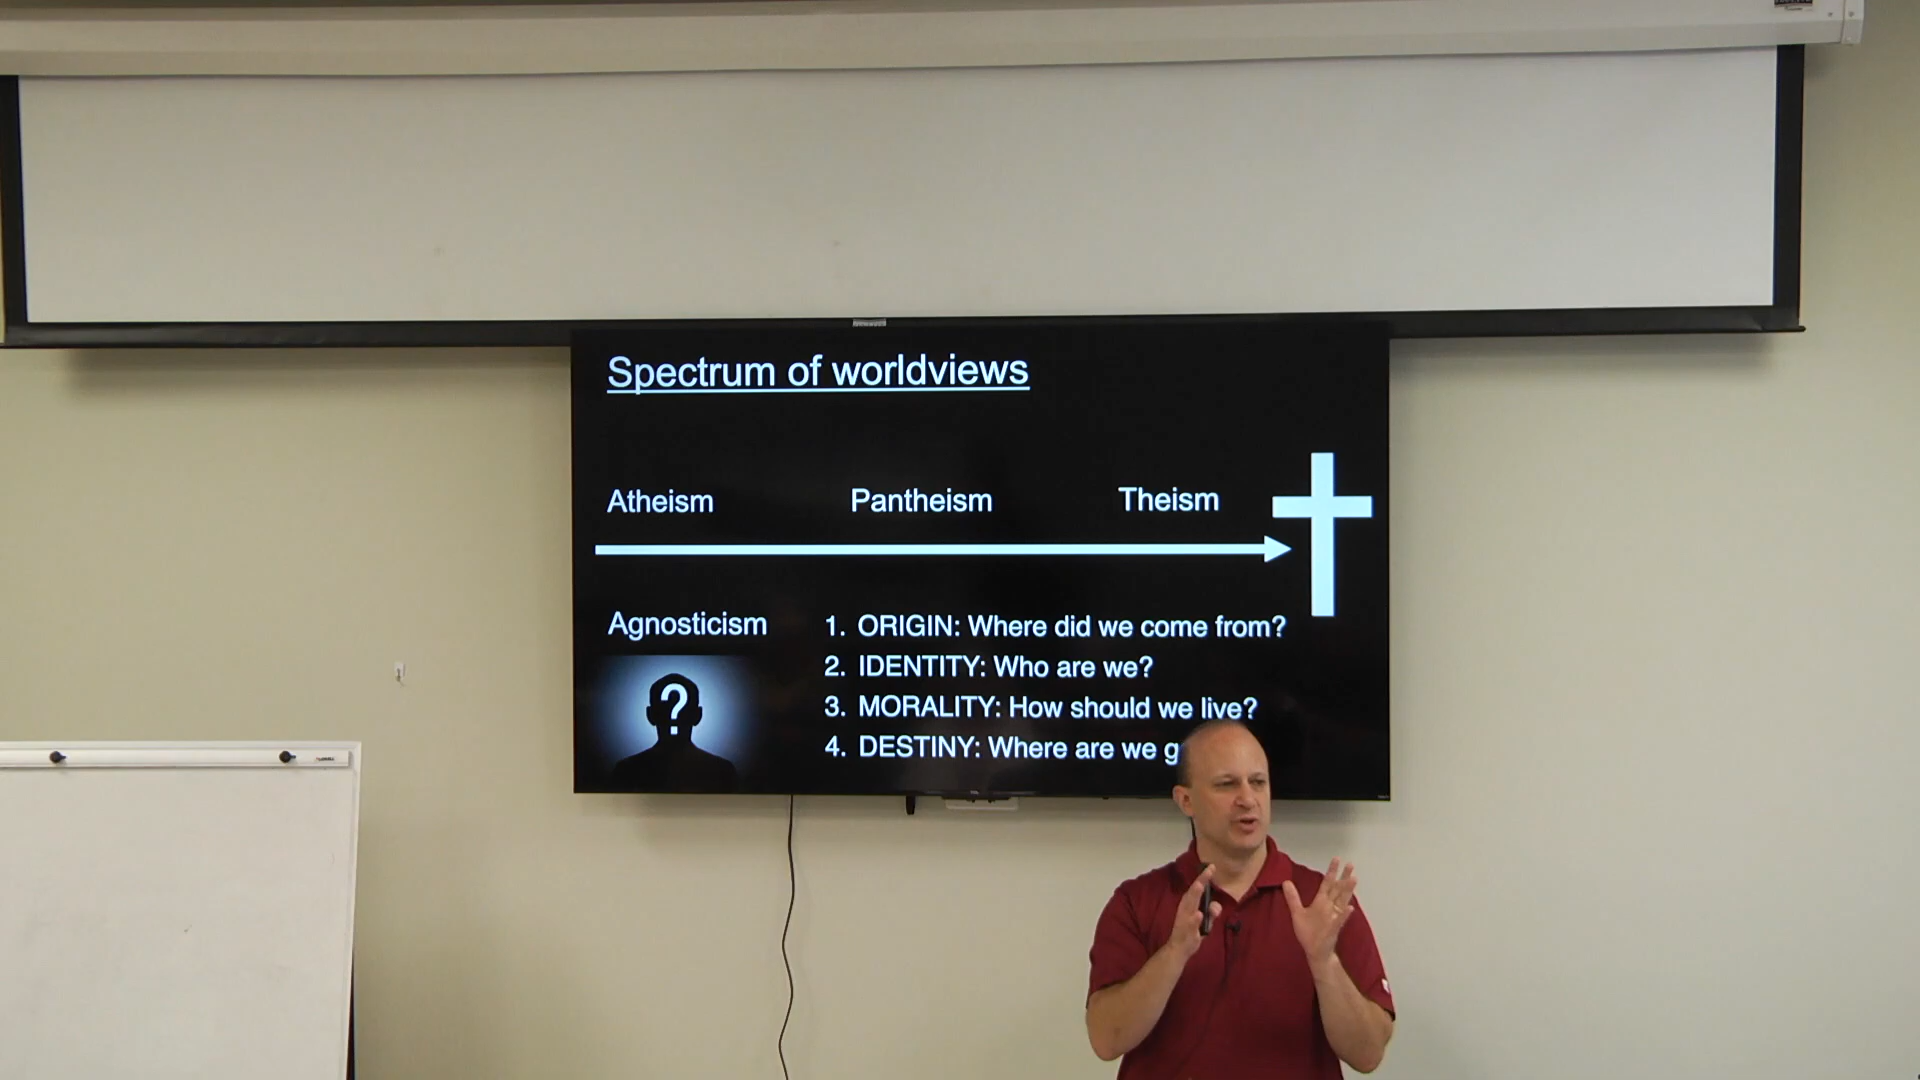 Spectrum of worldviews
Atheism Pantheism Theism
Agnosticism
?
1. ORIGIN: Where did we come from?
2. IDENTITY: Who are we?
3. MORALITY: How should we live?
4. DESTINY: Where are we